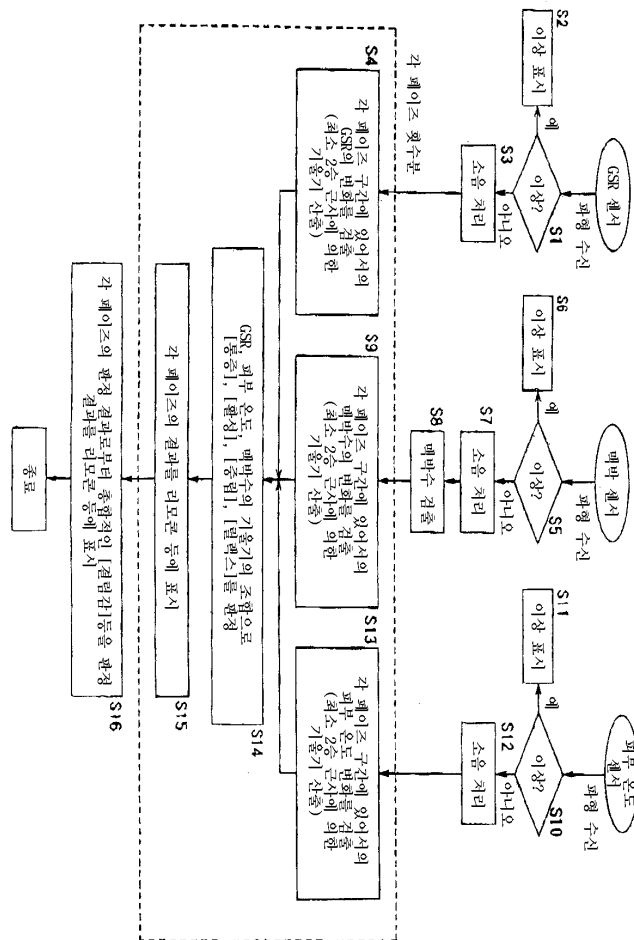 GSR 센서
파형 수신
S1
이상?
예
S2
이상 표시
아니오
S3
소음 처리
맥박 센서
파형 수신
S5
이상?
예
S6
이상 표시
아니오
S7
소음 처리
S8
맥박수 검출
피부 온도
센서
파형 수신
S10
이상?
예
S11
이상 표시
아니오
S12
소음 처리
각 페이즈 횟수분
S4
각 페이즈 구간에 있어서의
GSR의 변화를 검출
(최소 2승 근사에 의한
기울기 산출)
S9
각 페이즈 구간에 있어서의
맥박수의 변화를 검출
(최소 2승 근사에 의한
기울기 산출)
S13
각 페이즈 구간에 있어서의
피부 온도 변화를 검출
(최소 2승 근사에 의한
기울기 산출)
GSR, 피부 온도, 맥박수의 기울기의 조합으로
[통증], [활성], [중립], [릴랙스]를 판정
S14
각 페이즈의 결과를 리모콘 등에 표시
S15
각 페이즈의 판정 결과로부터 종합적인 [결림감]등을 판정
결과를 리모콘 등에 표시
S16
종료